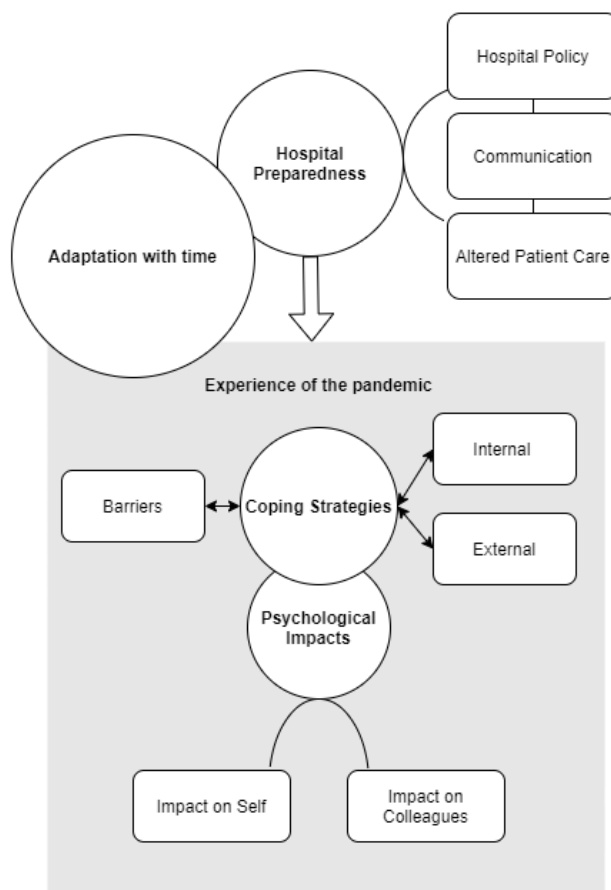 Hospital Policy
Hospital
Preparedness
Communication
Adaptation with time
Altered Patient Care
Experience of the pandemic
Internal
Barriers
Coping Strategies
External
Psychological
Impacts
Impact on Self
Impact on
Colleagues